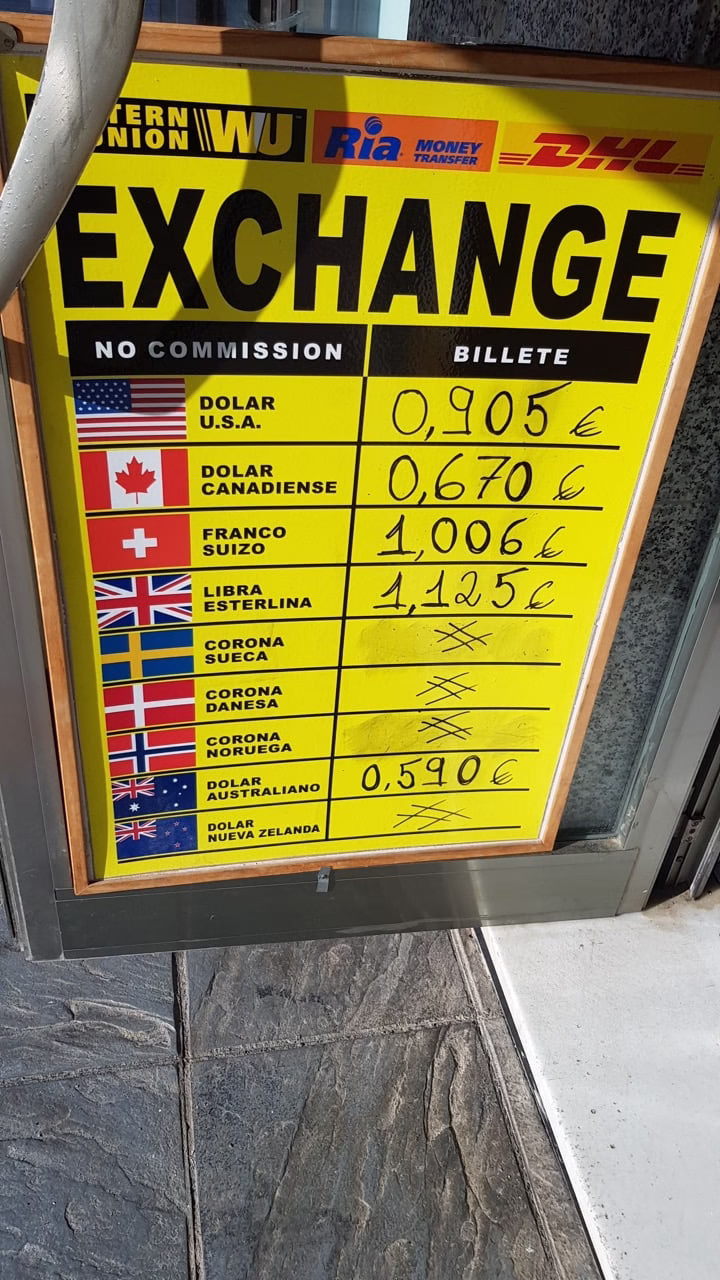 TERN
UNION WU
Ria MONEY
TRANSFER
DHL
EXCHANGE
NO COMMISSION BILLETE
DOLAR
U.S.A. 0,905 €
DOLAR
CANADIENSE 0,670 €
FRANCO
SUIZO 1,006 €
LIBRA
ESTERLINA 1,125 €
CORONA
SUECA
CORONA
DANESA
CORONA
NORUEGA
DOLAR
AUSTRALIANO 0,590 €
DOLAR
NUEVA ZELANDA